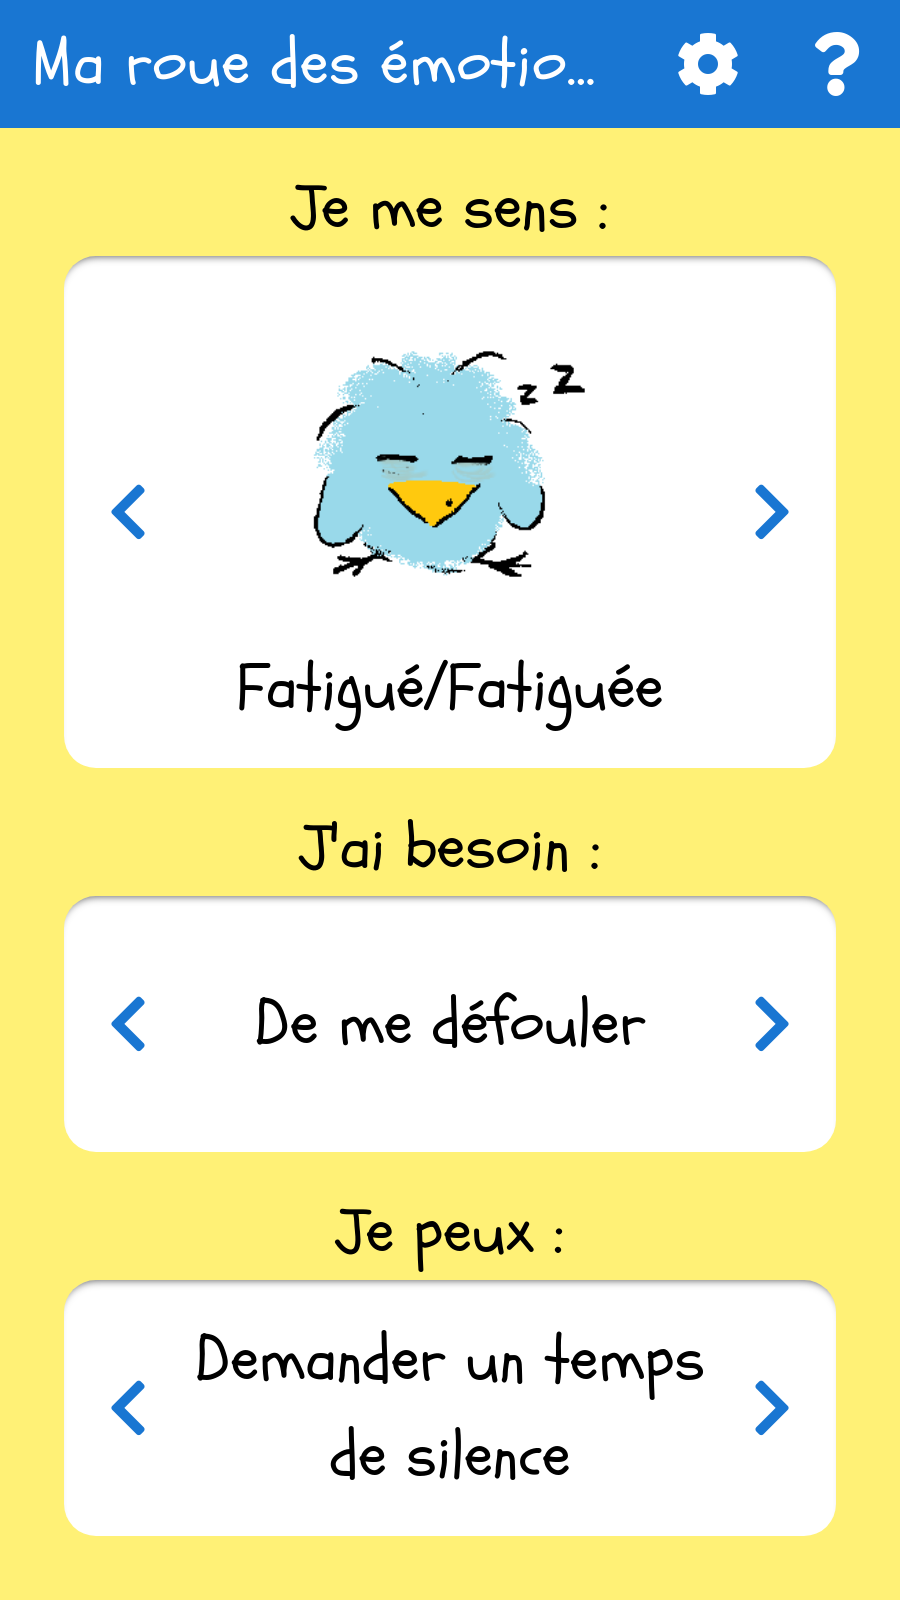 Ma roue des émotio...
Je me sens :
z z
Fatigué/Fatiguée
J'ai besoin :
De me défouler
Je peux :
Demander un temps
de silence